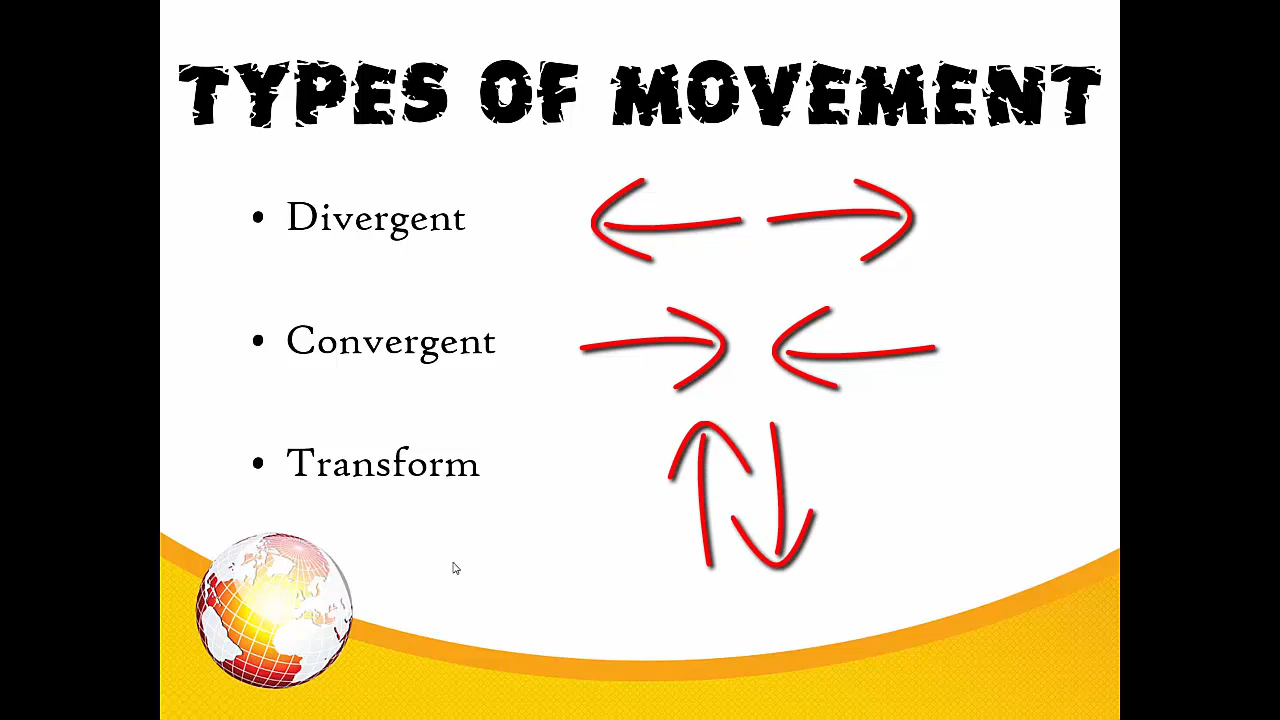 TYPES OF MOVEMENT
• Divergent
• Convergent
• Transform